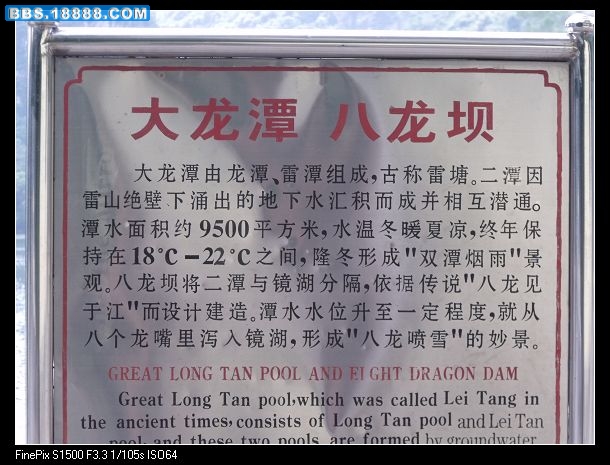 BBS.18888.COM
大龙潭 八龙坝
大龙潭由龙潭、雷潭组成,古称雷塘。二潭因
雷山绝壁下涌出的地下水汇积而成并相互潜通。
潭水面积约9500平方米,水温冬暖夏凉,终年保
持在18℃-22℃之间,隆冬形成"双潭烟雨"景
观。八龙坝将二潭与镜湖分隔,依据传说"八龙见
于江"而设计建造。潭水水位升至一定程度,就从
八个龙嘴里泻入镜湖,形成"八龙喷雪"的妙景。
GREAT LONG TAN POOL AND EIGHT DRAGON DAM
Great Long Tan pool,which was called Lei Tang in
the ancient times,consists of Long Tan pool and Lei Tan
pool, and these two pools are formed by groundwater
FinePix S1500 F3.3 1/105s ISO64